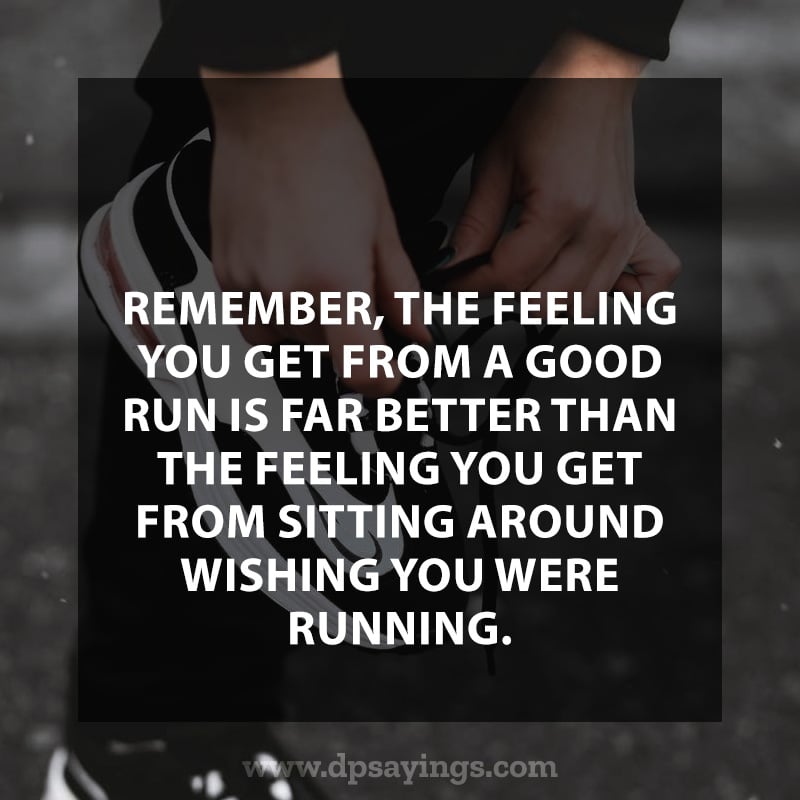 REMEMBER, THE FEELING
YOU GET FROM A GOOD
RUN IS FAR BETTER THAN
THE FEELING YOU GET
FROM SITTING AROUND
WISHING YOU WERE
RUNNING.
www.dpsayings.com